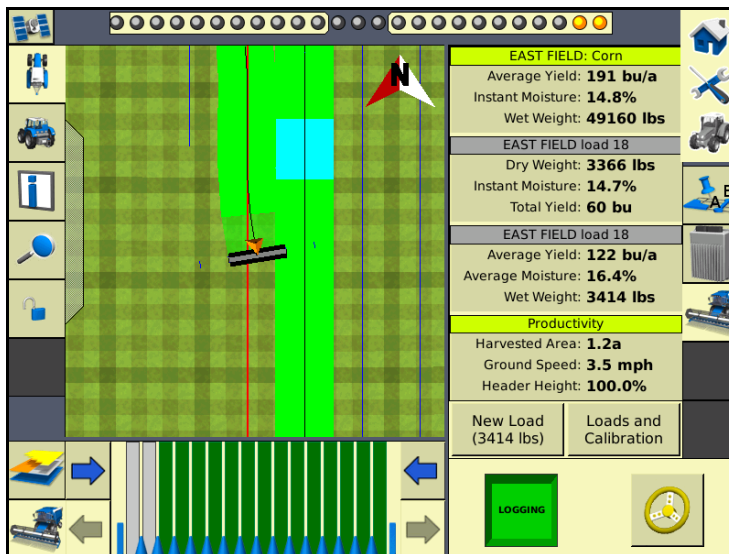 N
EAST FIELD: Corn
Average Yield: 191 bu/a
Instant Moisture: 14.8%
Wet Weight: 49160 lbs
EAST FIELD load 18
Dry Weight: 3366 lbs
Instant Moisture: 14.7%
Total Yield: 60 bu
EAST FIELD load 18
Average Yield: 122 bu/a
Average Moisture: 16.4%
Wet Weight: 3414 lbs
Productivity
Harvested Area: 1.2a
Ground Speed: 3.5 mph
Header Height: 100.0%
New Load
(3414 lbs)
Loads and
Calibration
LOGGING
A